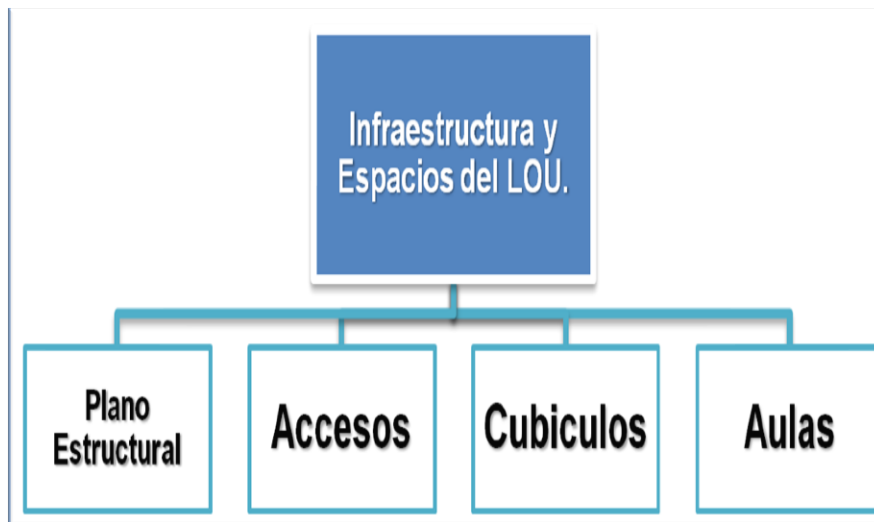 Infraestructura y
Espacios del LOU.
Plano
Estructural
Accesos
Cubiculos
Aulas